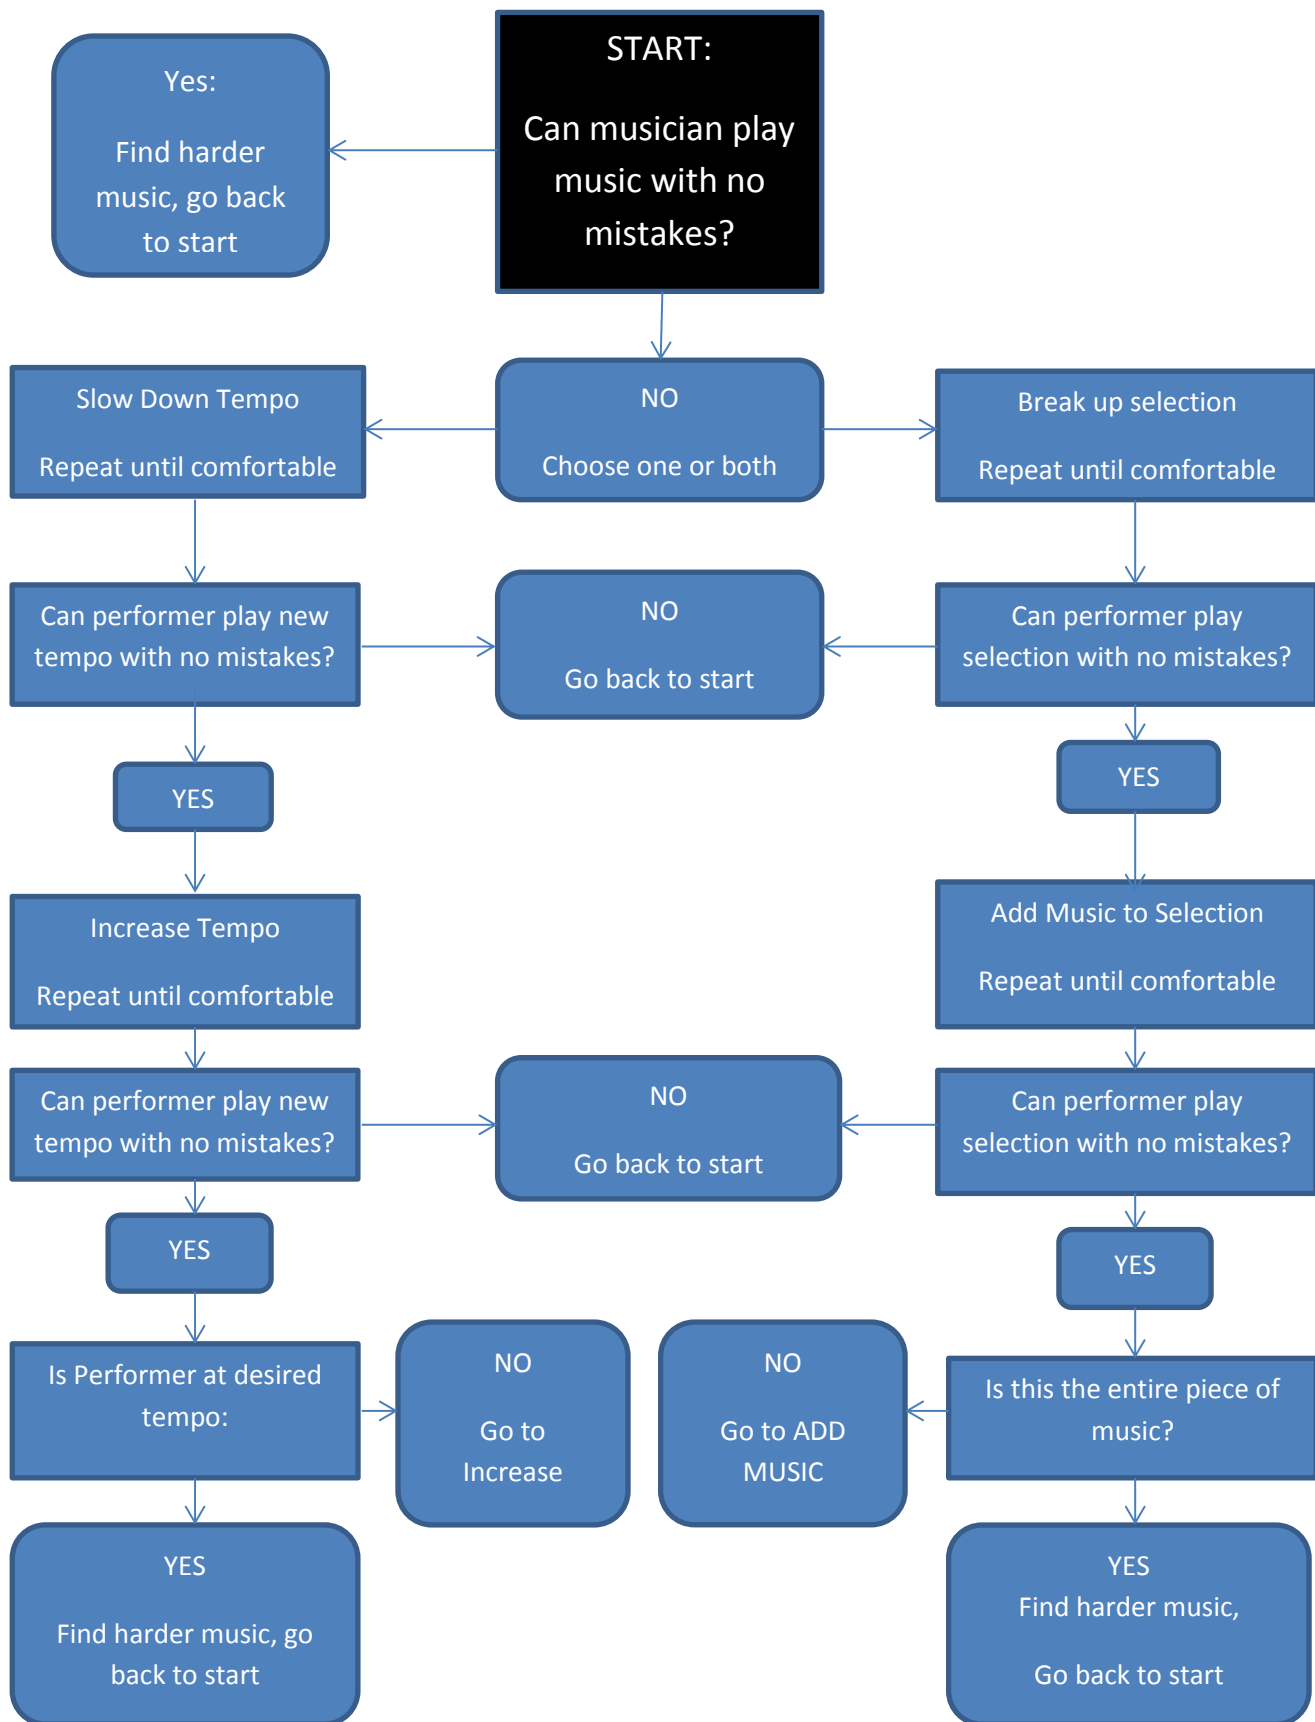 Yes:
Find harder
music, go back
to start
START:
Can musician play
music with no
mistakes?
Slow Down Tempo
Repeat until comfortable
NO
Choose one or both
Break up selection
Repeat until comfortable
Can performer play new
tempo with no mistakes?
NO
Go back to start
Can performer play
selection with no mistakes?
YES
YES
Increase Tempo
Repeat until comfortable
Add Music to Selection
Repeat until comfortable
Can performer play new
tempo with no mistakes?
NO
Go back to start
Can performer play
selection with no mistakes?
YES
YES
Is Performer at desired
tempo:
NO
Go to
Increase
NO
Go to ADD
MUSIC
Is this the entire piece of
music?
YES
Find harder music, go
back to start
YES
Find harder music,
Go back to start